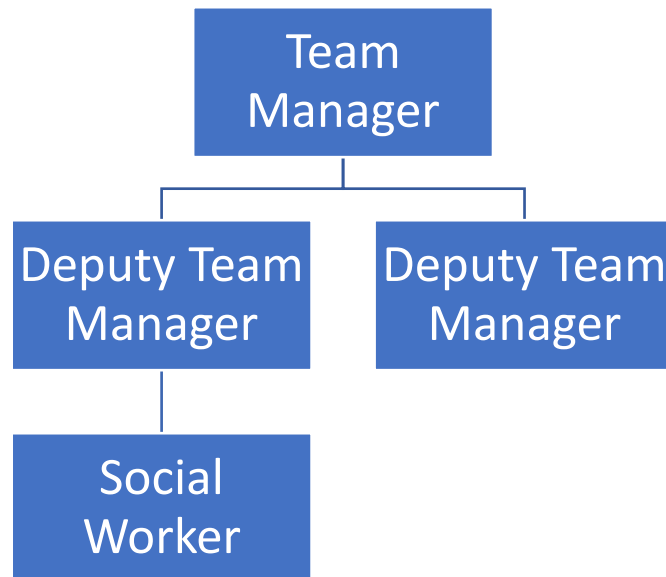 Team
Manager
Deputy Team
Manager
Deputy Team
Manager
Social
Worker